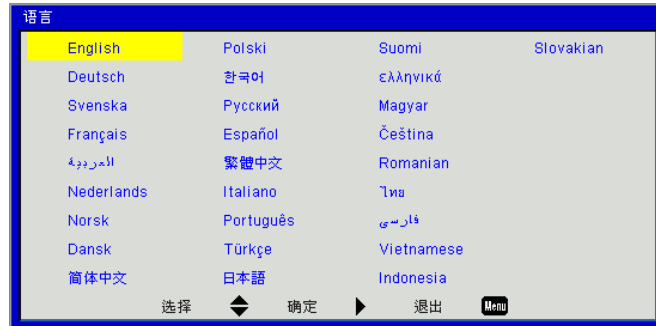 语言
English Polski Suomi Slovakian
Deutsch 한국어 ελληνικά
Svenska Русский Magyar
Français Español Čeština
العربية 繁體中文 Romanian
Nederlands Italiano ไทย
Norsk Português فارسی
Dansk Türkçe Vietnamese
简体中文 日本語 Indonesia
选择 确定 退出 Menu